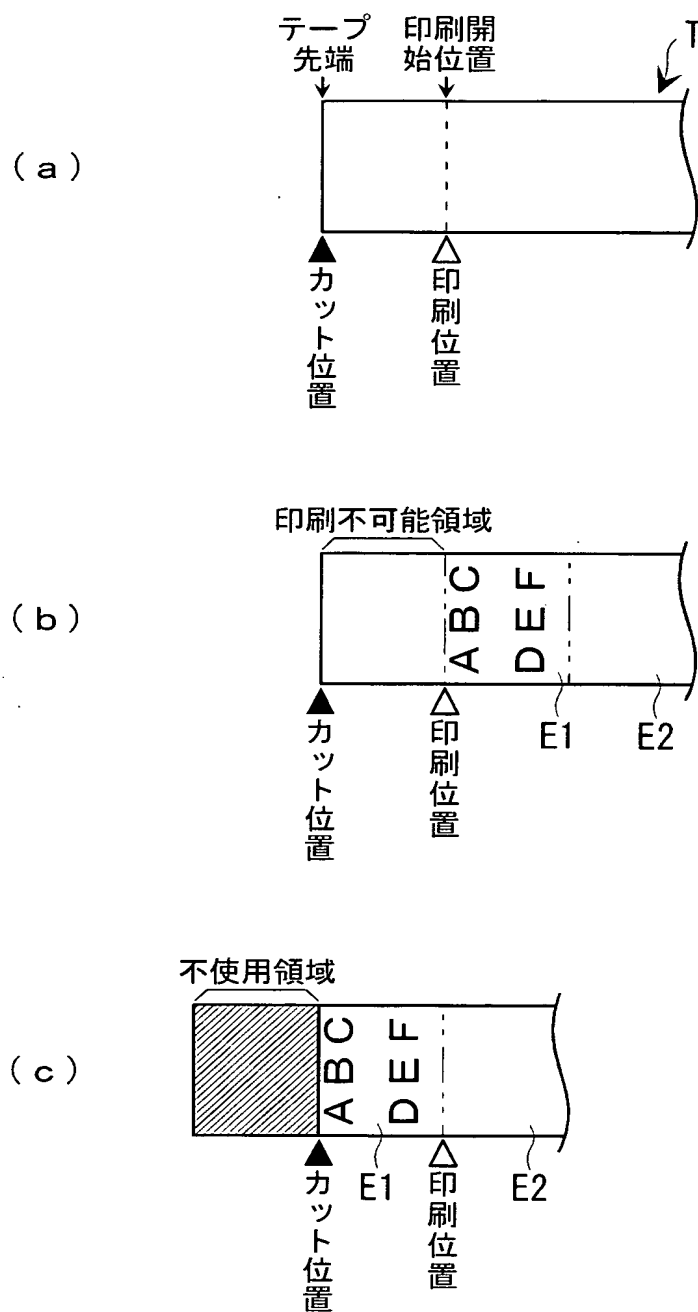 テープ
先端
印刷開
始位置
T
(a)
カット位置
印刷位置
印刷不可能領域
(b)
ABC
DEF
カット位置
印刷位置
E1
E2
不使用領域
(c)
ABC
DEF
カット位置
E1
印刷位置
E2